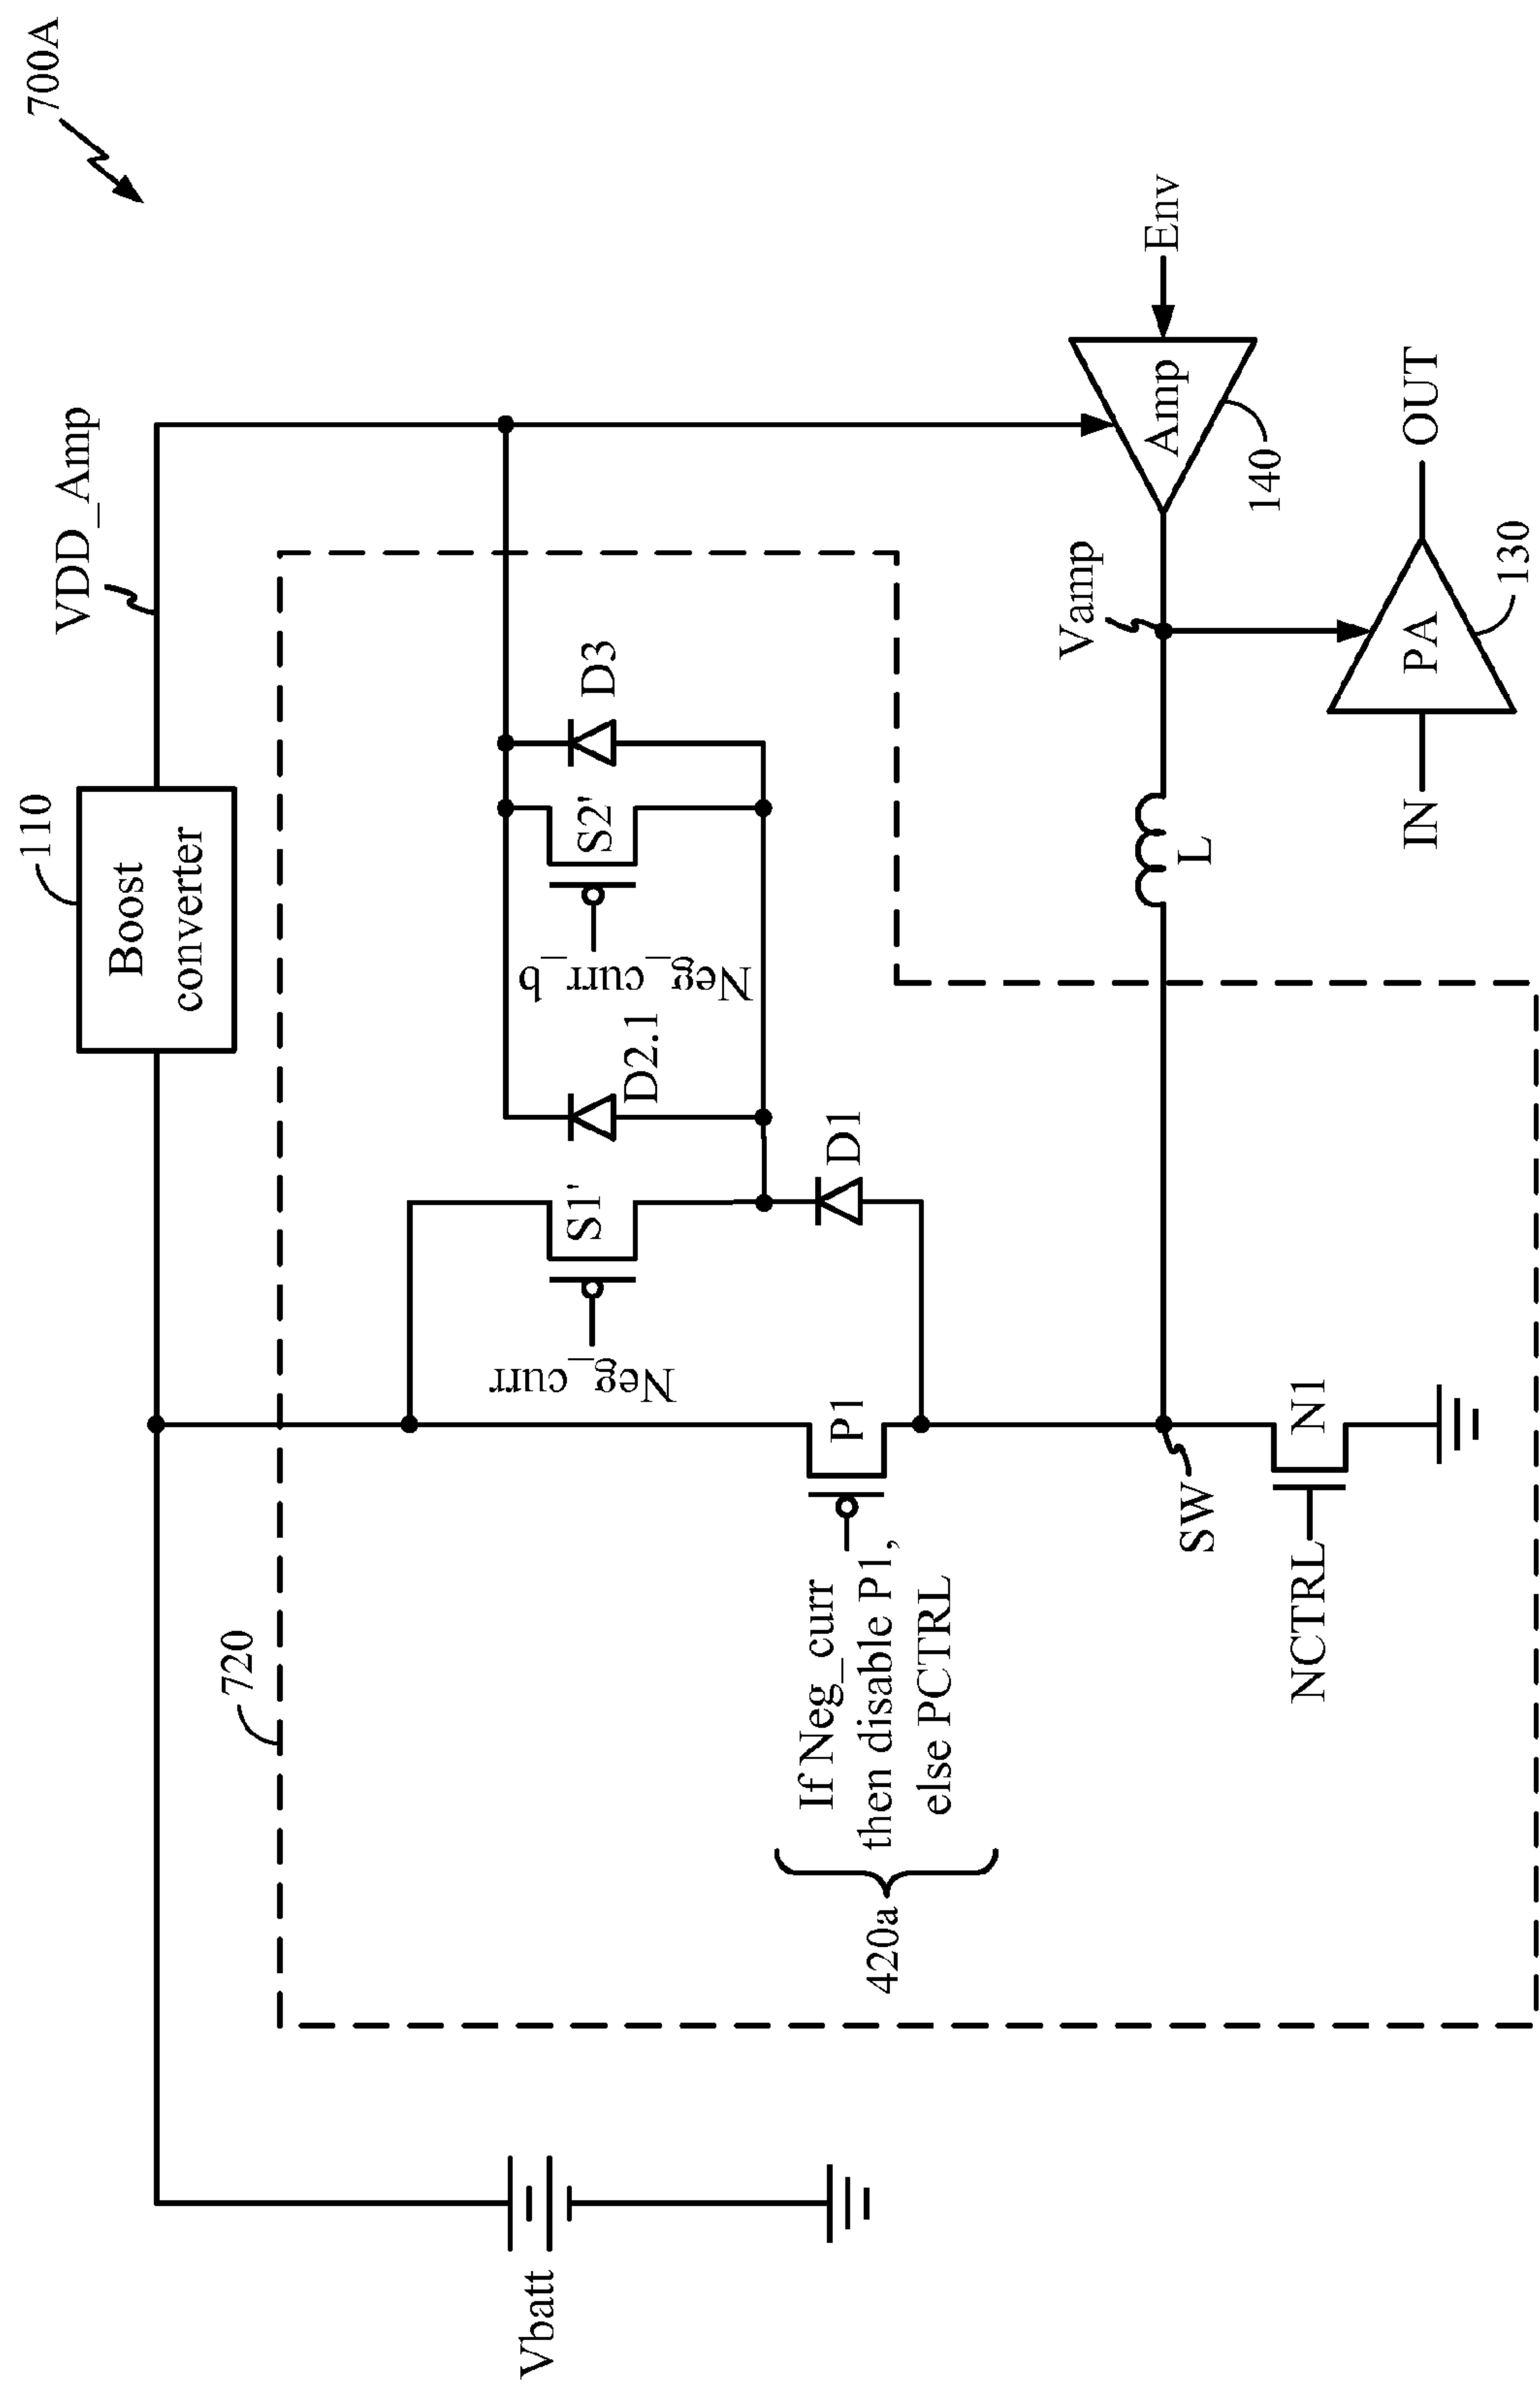 700A
VDD_Amp
110
Boost
converter
720
Vbatt
Neg_curr
S1'
D2.1
Neg_curr_b
S2'
D3
D1
If Neg_curr
then disable P1,
else PCTRL
420a
P1
SW
NCTRL
N1
L
Vamp
Amp
Env
140
IN
PA
OUT
130